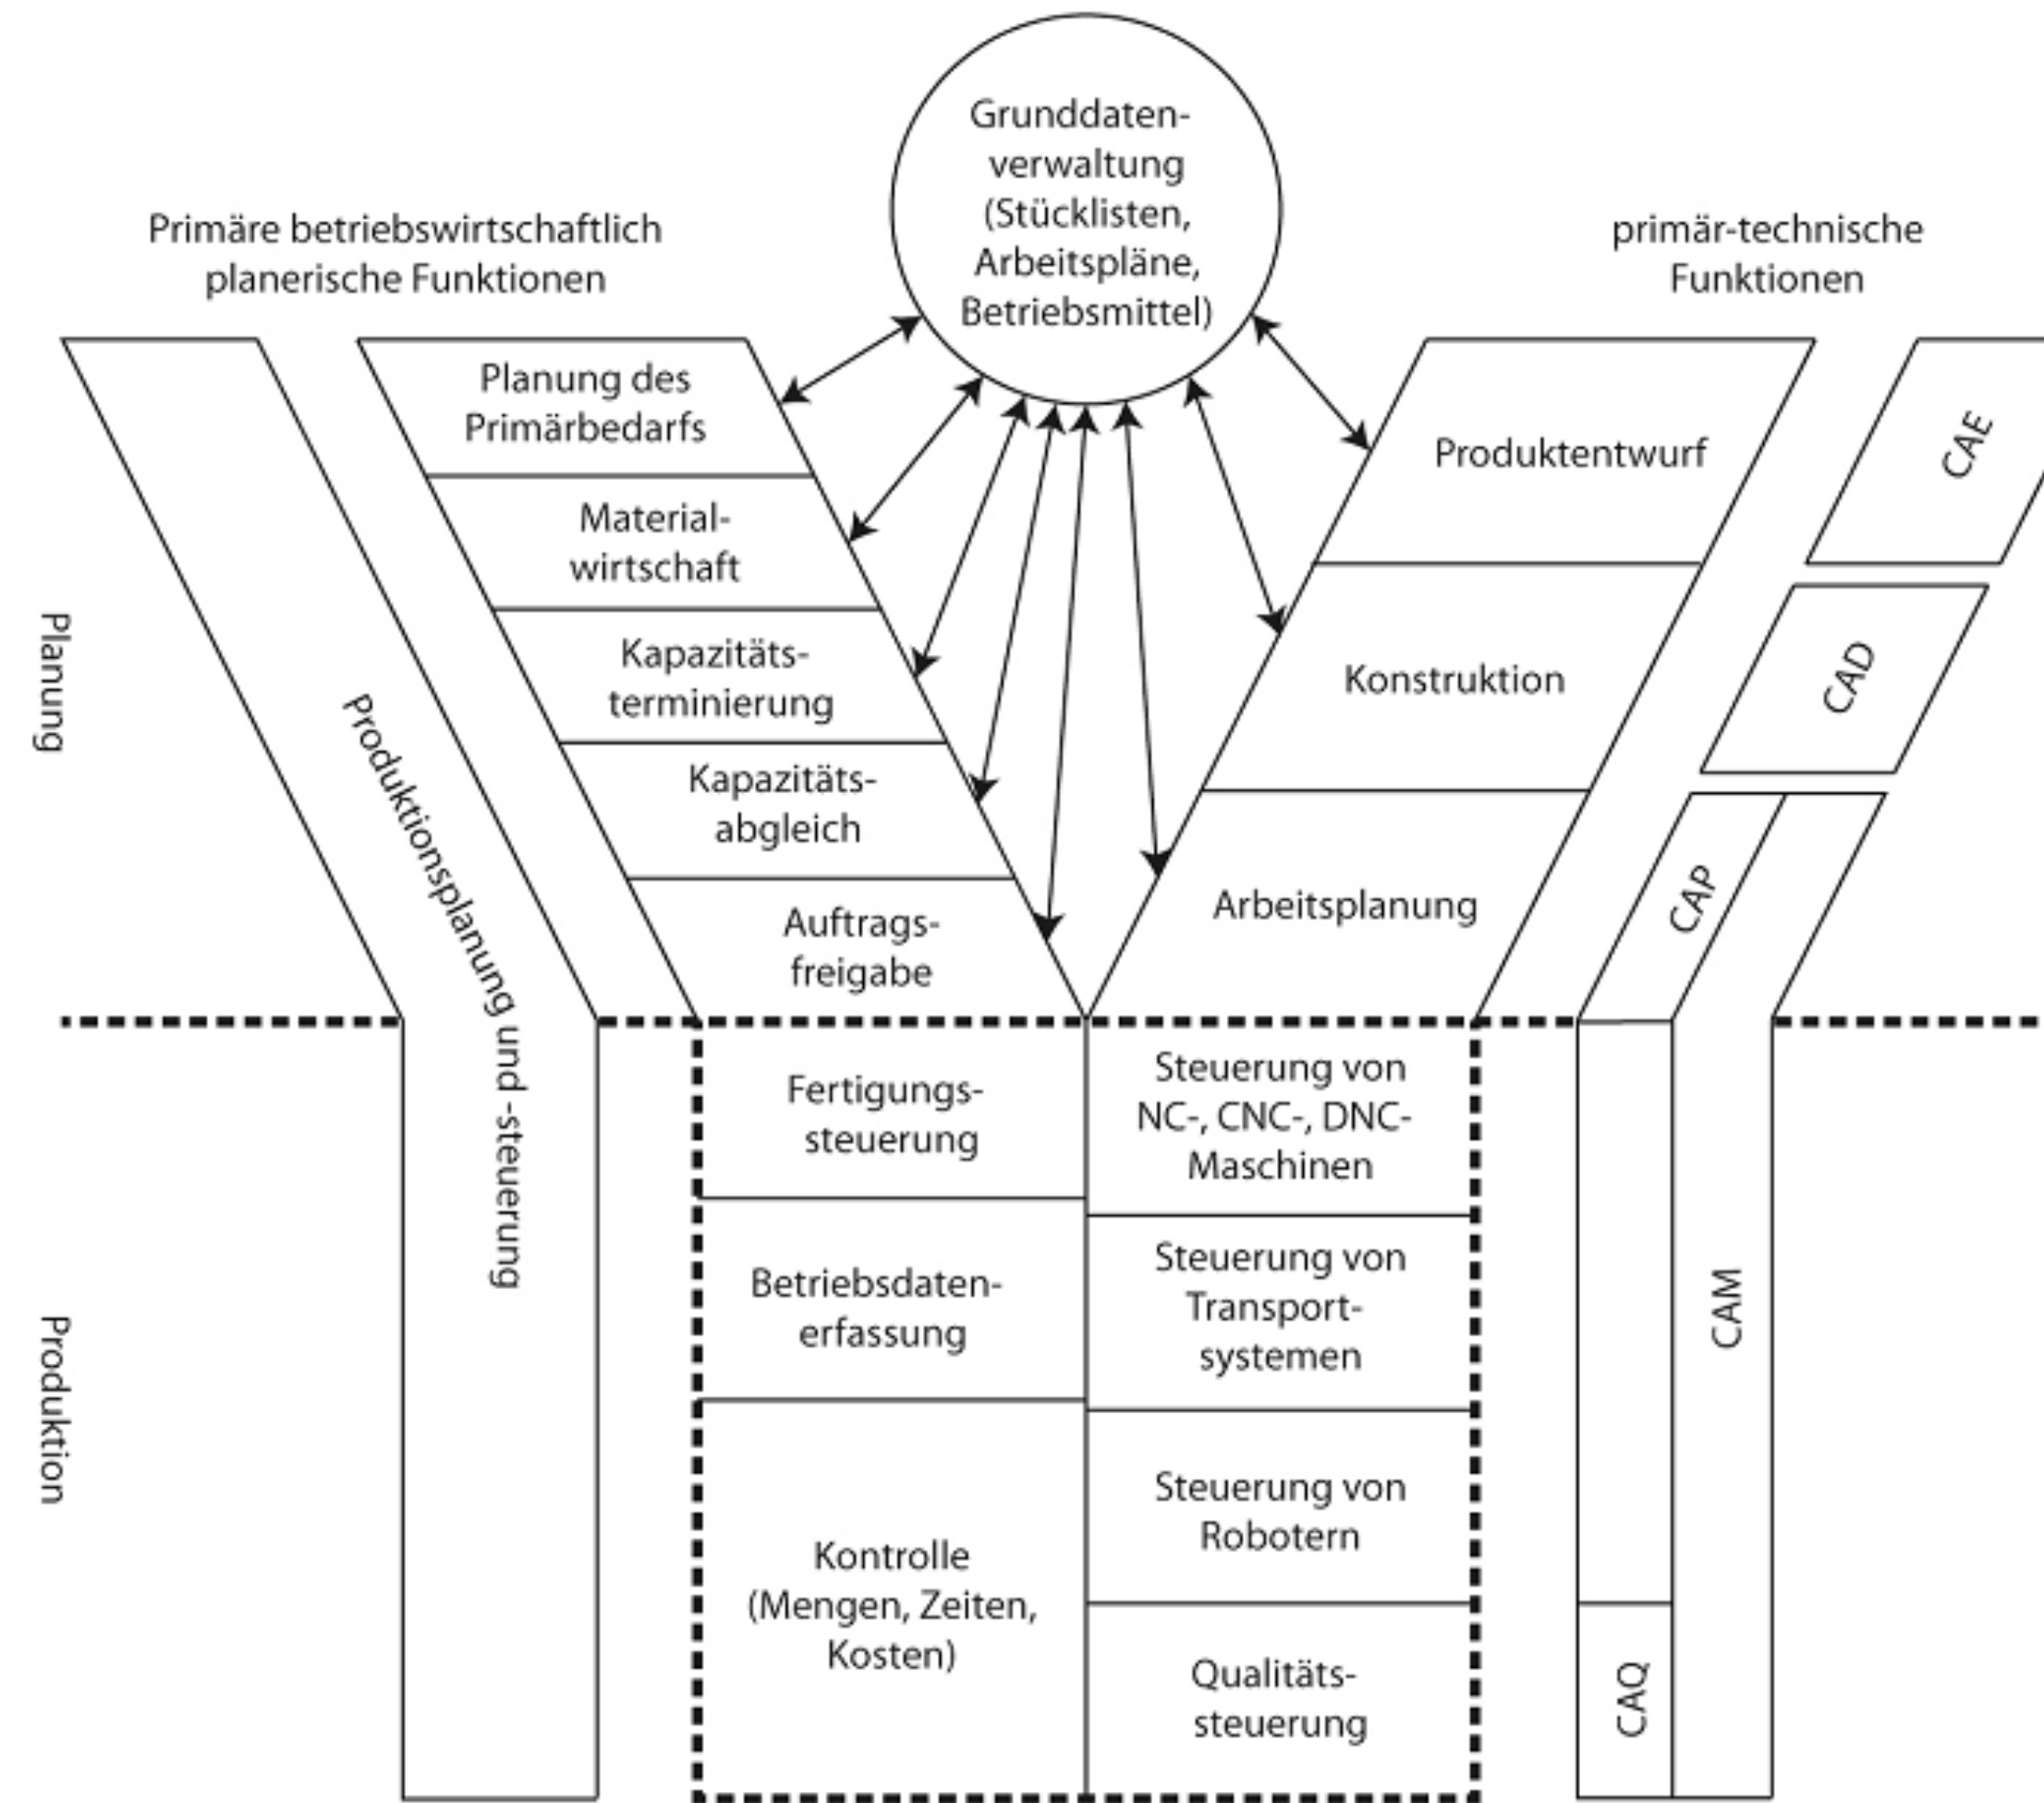 Grunddaten-
verwaltung
(Stücklisten,
Arbeitspläne,
Betriebsmittel)
Primäre betriebswirtschaftlich
planerische Funktionen
primär-technische
Funktionen
Planung
Produktion
Produktionsplanung und -steuerung
Planung des
Primärbedarfs
Material-
wirtschaft
Kapazitäts-
terminierung
Kapazitäts-
abgleich
Auftrags-
freigabe
Fertigungs-
steuerung
Betriebsdaten-
erfassung
Kontrolle
(Mengen, Zeiten,
Kosten)
Produktentwurf
Konstruktion
Arbeitsplanung
Steuerung von
NC-, CNC-, DNC-
Maschinen
Steuerung von
Transport-
systemen
Steuerung von
Robotern
Qualitäts-
steuerung
CAE
CAD
CAP
CAM
CAQ